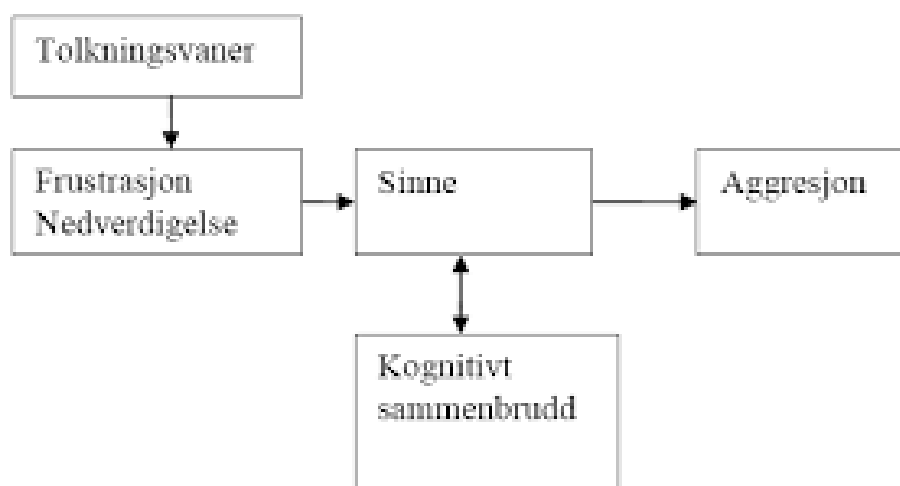 Tolkningsvaner
Frustrasjon
Nedverdigelse
Sinne
Aggresjon
Kognitivt
sammenbrudd